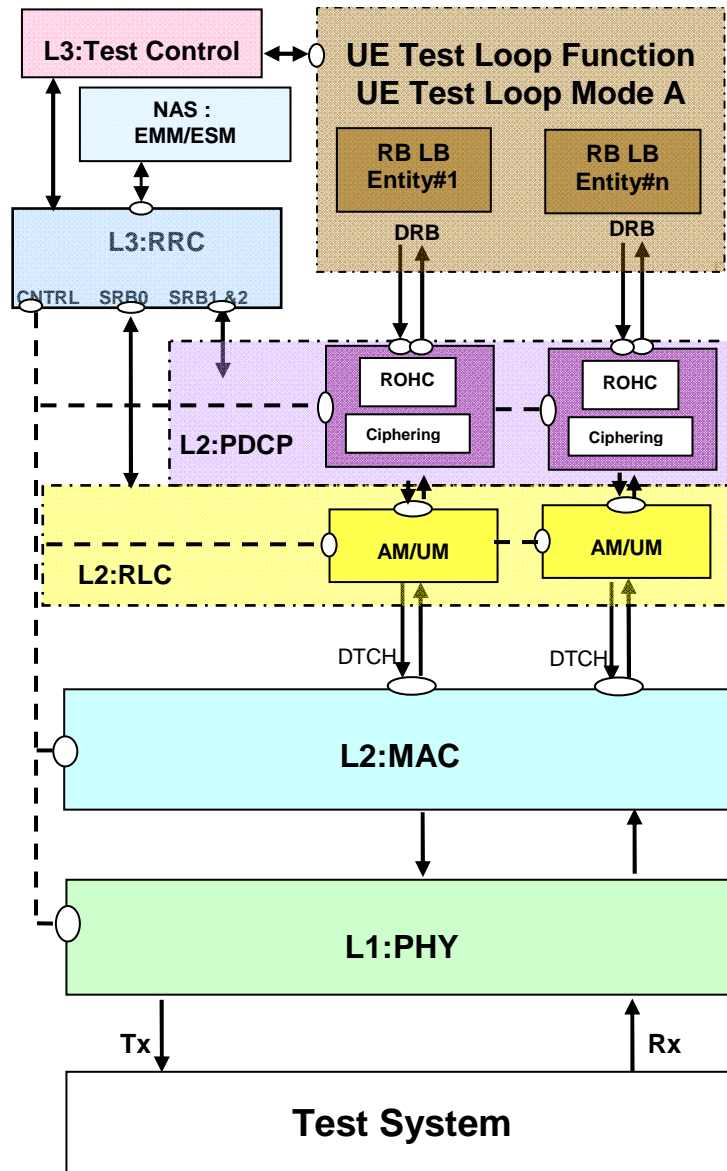 L3:Test Control
UE Test Loop Function
UE Test Loop Mode A
NAS :
EMM/ESM
RB LB
Entity#1
RB LB
Entity#n
DRB
DRB
L3:RRC
CNTRL
SRB0
SRB1 &2
ROHC
Ciphering
ROHC
Ciphering
L2:PDCP
AM/UM
AM/UM
L2:RLC
DTCH
DTCH
L2:MAC
L1:PHY
Tx
Rx
Test System